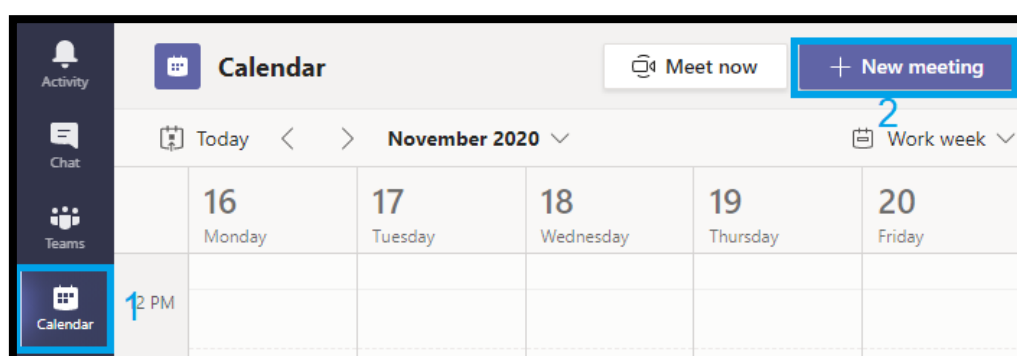 Activity
Chat
Teams
Calendar
Calendar
Meet now
+ New meeting
2
Today < > November 2020
Work week
16 17 18 19 20
Monday Tuesday Wednesday Thursday Friday
1
2 PM